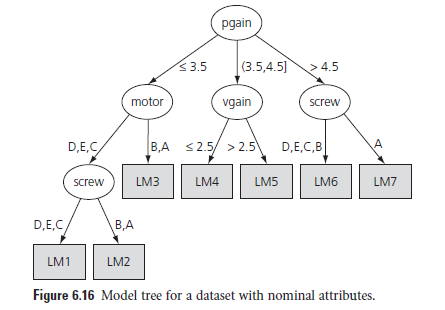 pgain
≤ 3.5
(3.5,4.5]
> 4.5
motor
vgain
screw
D,E,C
B,A
≤ 2.5
> 2.5
D,E,C,B
A
screw
LM3
LM4
LM5
LM6
LM7
D,E,C
B,A
LM1
LM2
Figure 6.16 Model tree for a dataset with nominal attributes.